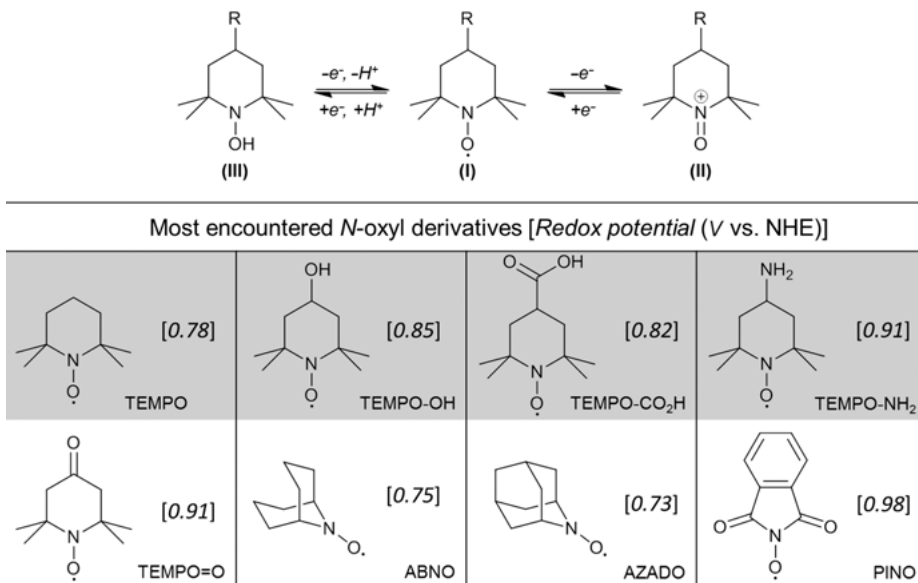 R R R
–e⁻, –H⁺ –e⁻
+e⁻, +H⁺ +e⁻
N N N⊕
OH O• O
(III) (I) (II)
Most encountered N-oxyl derivatives [Redox potential (V vs. NHE)]
OH O OH NH₂
[0.78] [0.85] [0.82] [0.91]
N N N N
O• O• O• O•
TEMPO TEMPO-OH TEMPO-CO₂H TEMPO-NH₂
O
[0.91] [0.75] [0.73] [0.98]
N N N O N O
O• O• O• O•
TEMPO=O ABNO AZADO PINO